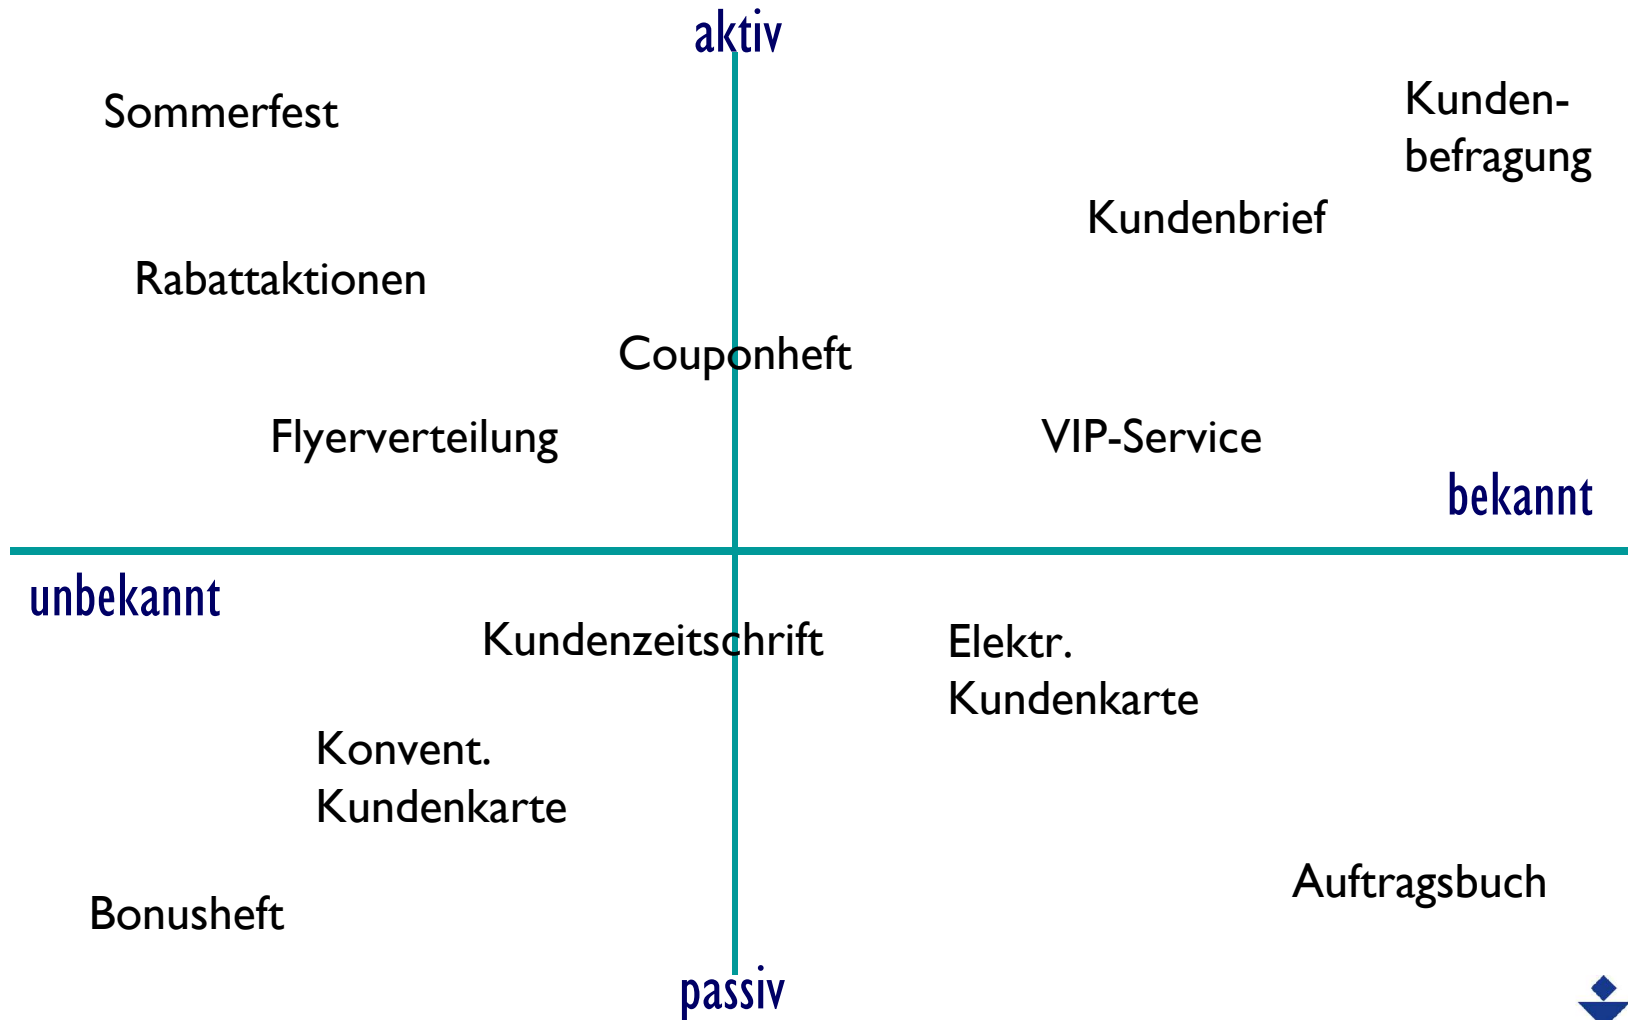 aktiv
Sommerfest
Kunden-
befragung
Kundenbrief
Rabattaktionen
Couponheft
Flyerverteilung
VIP-Service
bekannt
unbekannt
Kundenzeitschrift
Elektr.
Kundenkarte
Konvent.
Kundenkarte
Auftragsbuch
Bonusheft
passiv